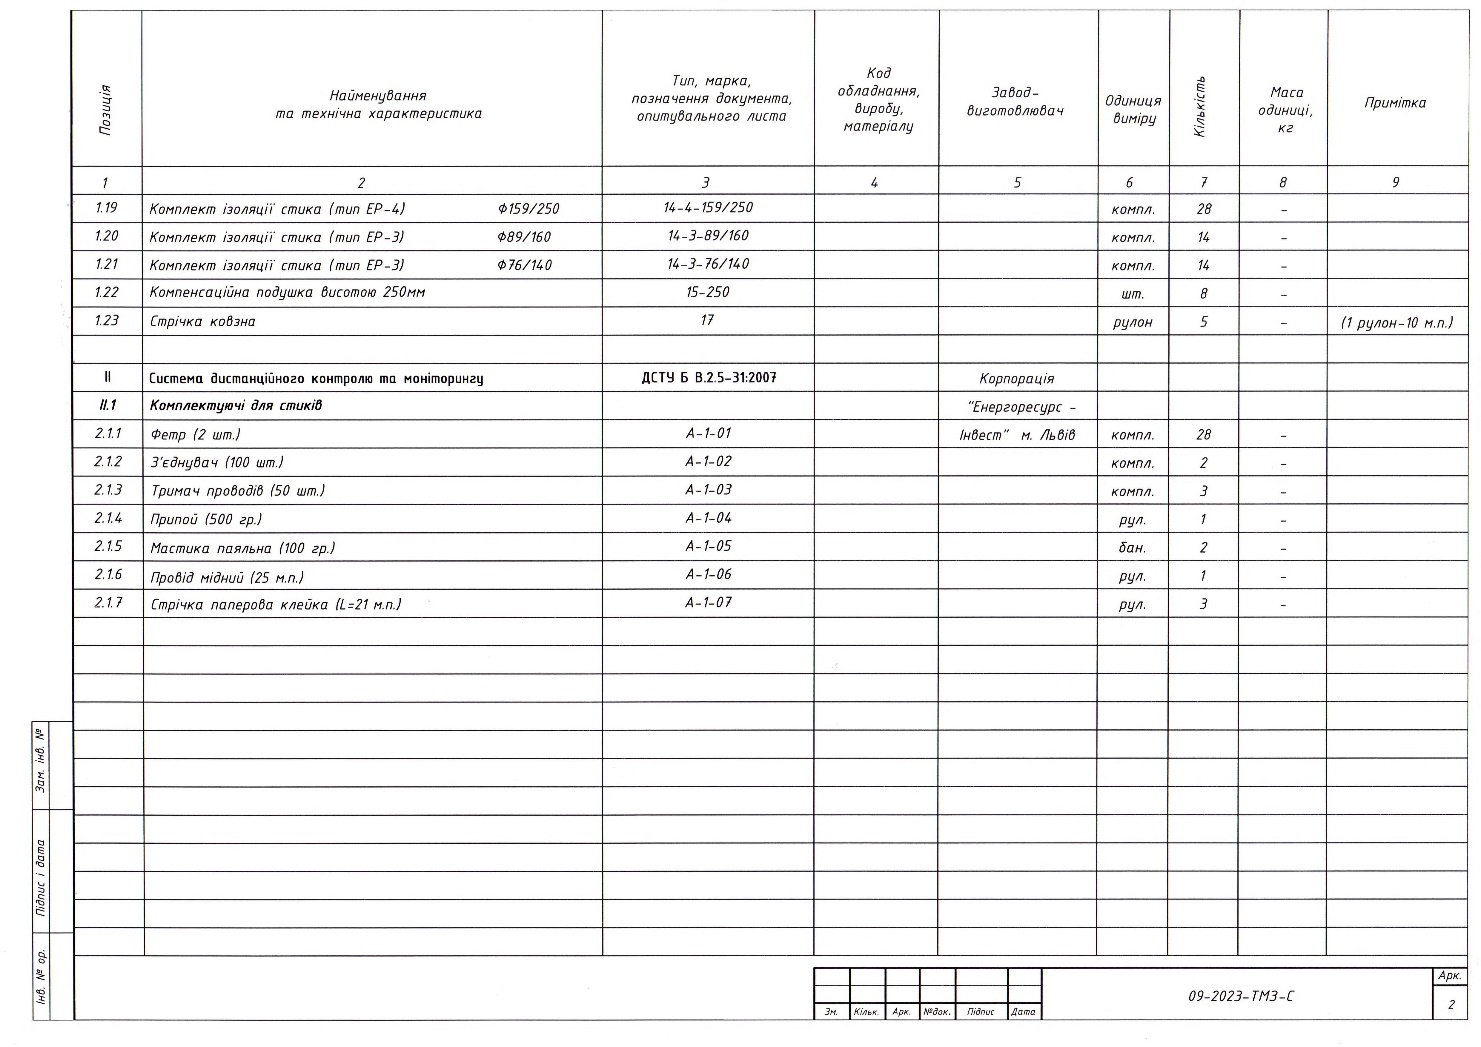 Позиція
Найменування
та технічна характеристика
Тип, марка,
позначення документа,
опитувального листа
Код
обладнання,
виробу,
матеріалу
Завод-
виготовлювач
Одиниця
виміру
Кількість
Маса
одиниці,
кг
Примітка
1 2 3 4 5 6 7 8 9
1.19 Комплект ізоляції стика (тип ЕР-4) Ф159/250 14-4-159/250 компл. 28 -
1.20 Комплект ізоляції стика (тип ЕР-3) Ф89/160 14-3-89/160 компл. 14 -
1.21 Комплект ізоляції стика (тип ЕР-3) Ф76/140 14-3-76/140 компл. 14 -
1.22 Компенсаційна подушка висотою 250мм 15-250 шт. 8 -
1.23 Стрічка ковзна 17 рулон 5 - (1 рулон-10 м.п.)
II Система дистанційного контролю та моніторингу ДСТУ Б В.2.5-31:2007 Корпорація
II.1 Комплектуючі для стиків "Енергоресурс -
2.1.1 Фетр (2 шт.) А-1-01 Інвест" м. Львів компл. 28 -
2.1.2 З'єднувач (100 шт.) А-1-02 компл. 2 -
2.1.3 Тримач проводів (50 шт.) А-1-03 компл. 3 -
2.1.4 Припой (500 гр.) А-1-04 рул. 1 -
2.1.5 Мастика паяльна (100 гр.) А-1-05 бан. 2 -
2.1.6 Провід мідний (25 м.п.) А-1-06 рул. 1 -
2.1.7 Стрічка паперова клейка (L=21 м.п.) А-1-07 рул. 3 -
Зам. інв. №
Підпис і дата
Інв. № ор.
Зм. Кільк. Арк. №док. Підпис Дата
09-2023-ТМЗ-С
Арк.
2